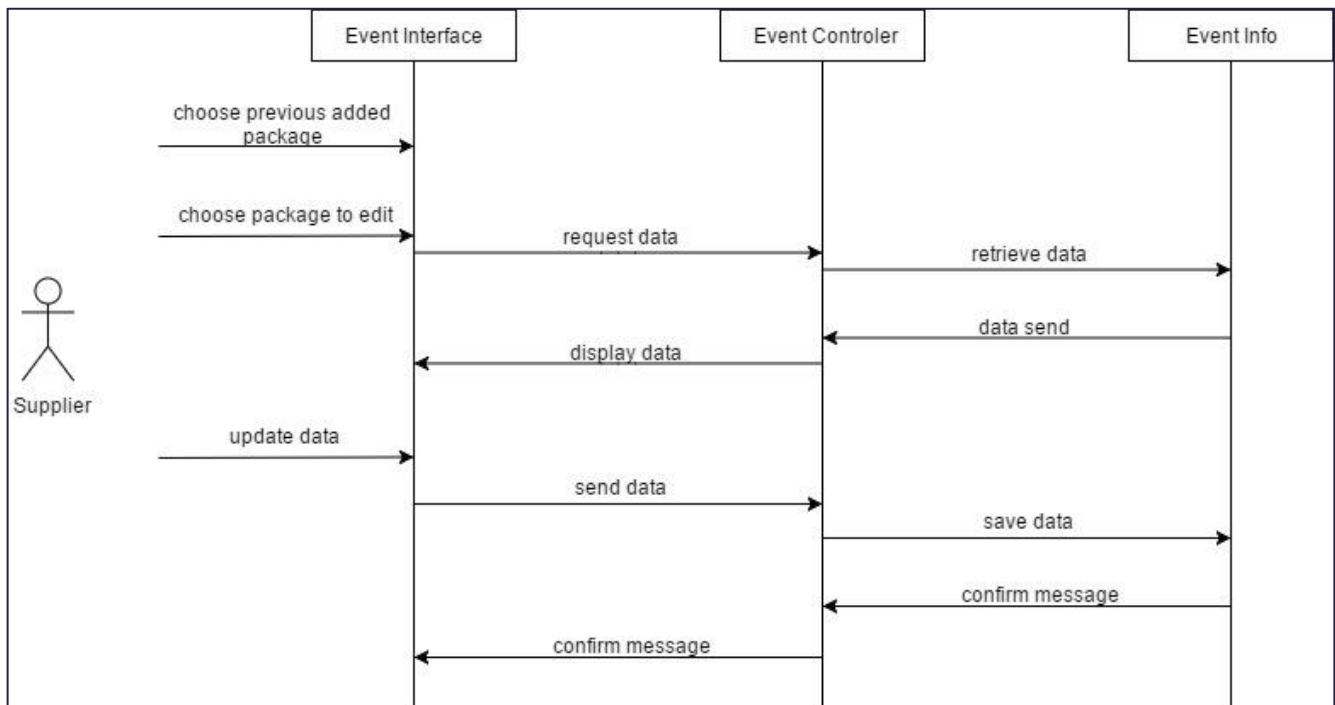 Event Interface
Event Controler
Event Info
choose previous added
package
choose package to edit
request data
retrieve data
data send
display data
Supplier
update data
send data
save data
confirm message
confirm message